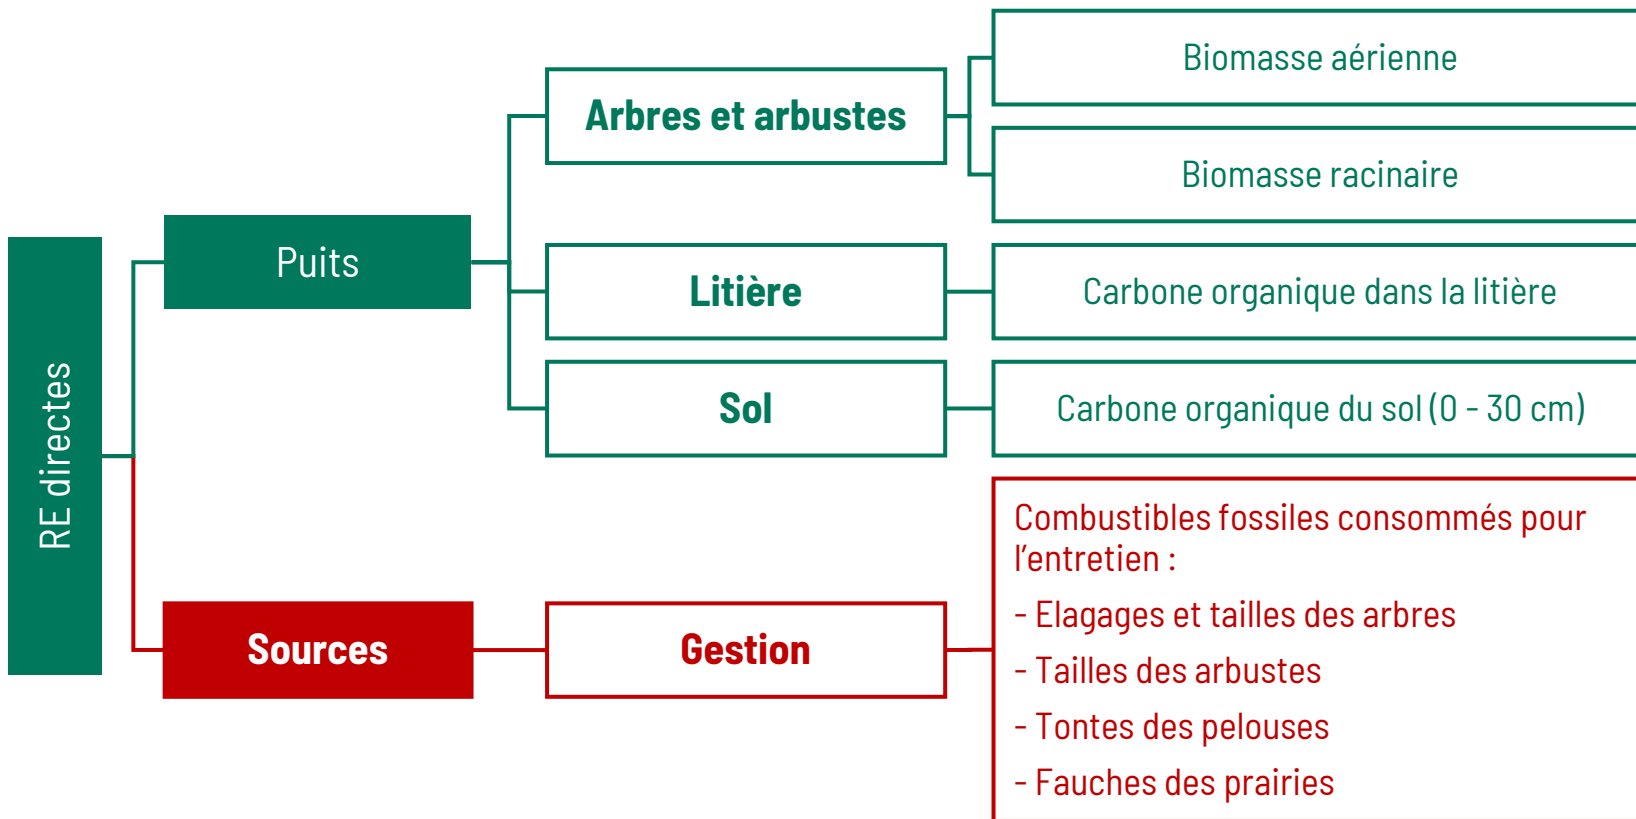 RE directes
Puits
Arbres et arbustes
Biomasse aérienne
Biomasse racinaire
Litière
Carbone organique dans la litière
Sol
Carbone organique du sol (0 - 30 cm)
Sources
Gestion
Combustibles fossiles consommés pour
l'entretien :
- Elagages et tailles des arbres
- Tailles des arbustes
- Tontes des pelouses
- Fauches des prairies